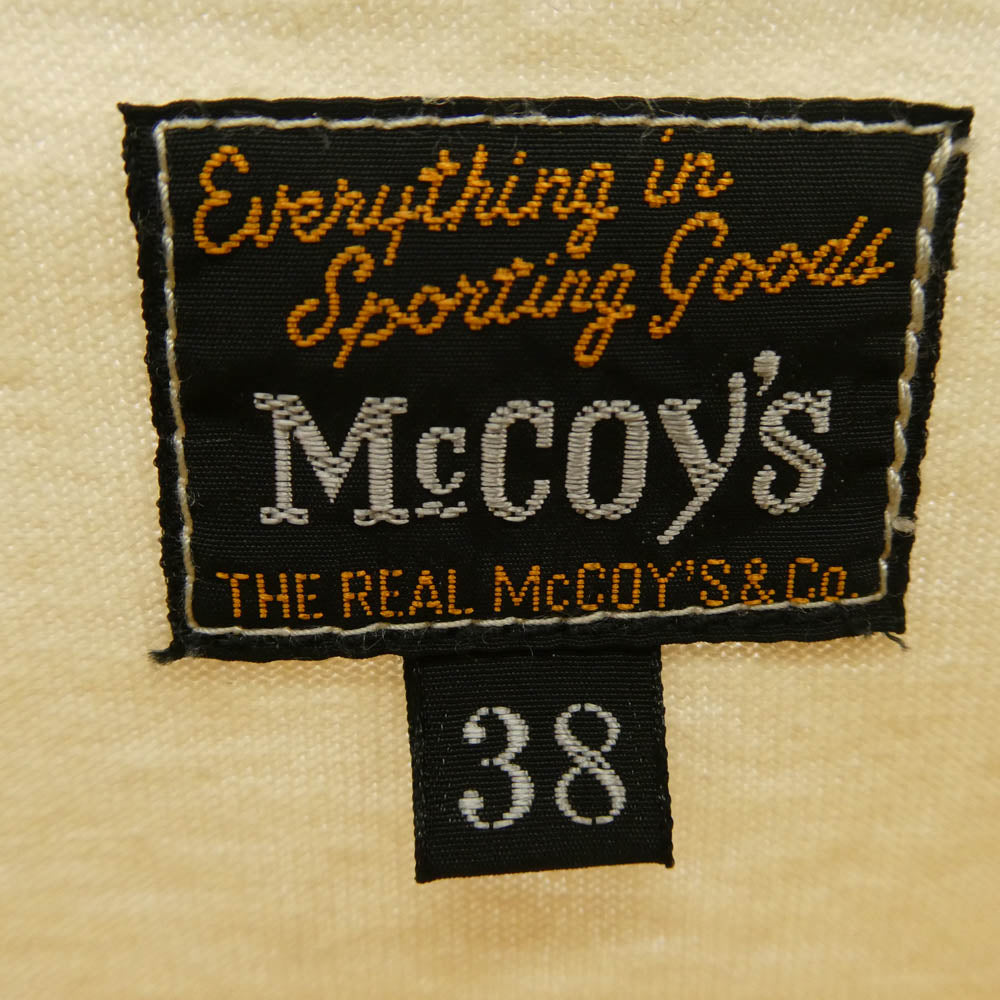 Everything in
Sporting Goods
McCOY'S
THE REAL McCOY'S & Co.
38